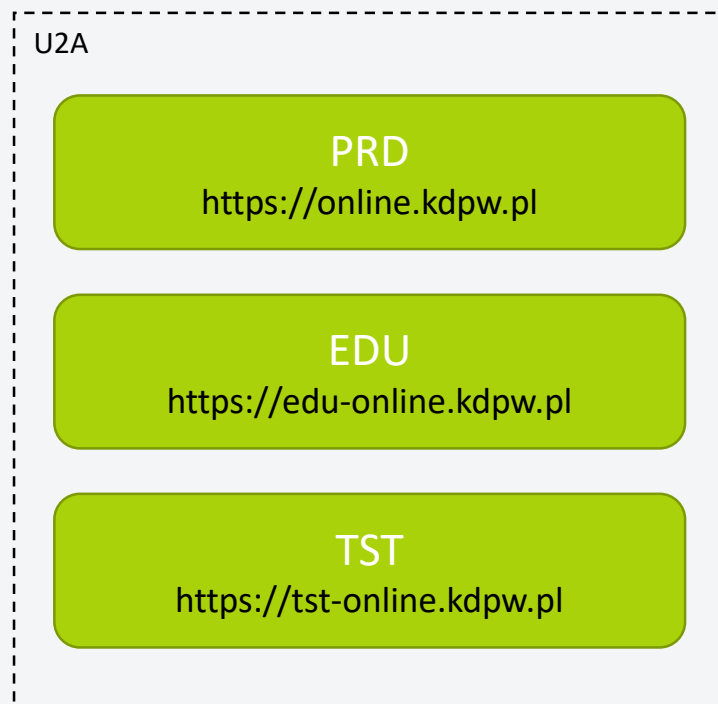 U2A
PRD
https://online.kdpw.pl
EDU
https://edu-online.kdpw.pl
TST
https://tst-online.kdpw.pl